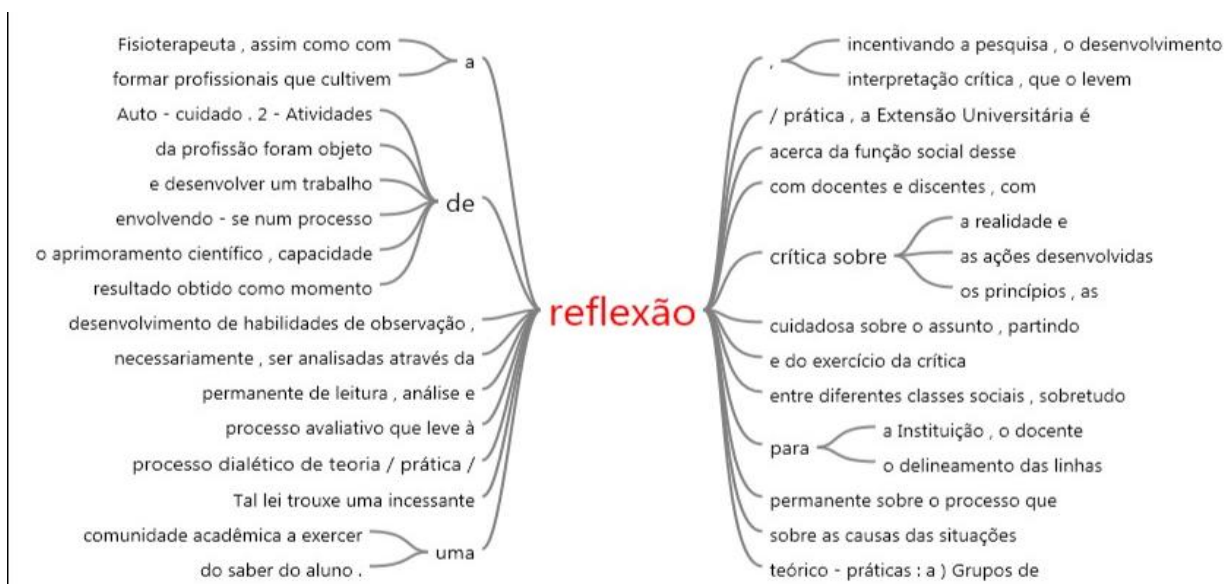 Fisioterapeuta , assim como com
formar profissionais que cultivem
a
Auto - cuidado . 2 - Atividades
da profissão foram objeto
e desenvolver um trabalho
envolvendo - se num processo
o aprimoramento científico , capacidade
resultado obtido como momento
de
desenvolvimento de habilidades de observação ,
necessariamente , ser analisadas através da
permanente de leitura , análise e
processo avaliativo que leve à
processo dialético de teoria / prática /
Tal lei trouxe uma incessante
comunidade acadêmica a exercer
do saber do aluno .
uma
reflexão
,
incentivando a pesquisa , o desenvolvimento
interpretação crítica , que o levem
/ prática , a Extensão Universitária é
acerca da função social desse
com docentes e discentes , com
crítica sobre
a realidade e
as ações desenvolvidas
os princípios , as
cuidadosa sobre o assunto , partindo
e do exercício da crítica
entre diferentes classes sociais , sobretudo
para
a Instituição , o docente
o delineamento das linhas
permanente sobre o processo que
sobre as causas das situações
teórico - práticas : a ) Grupos de